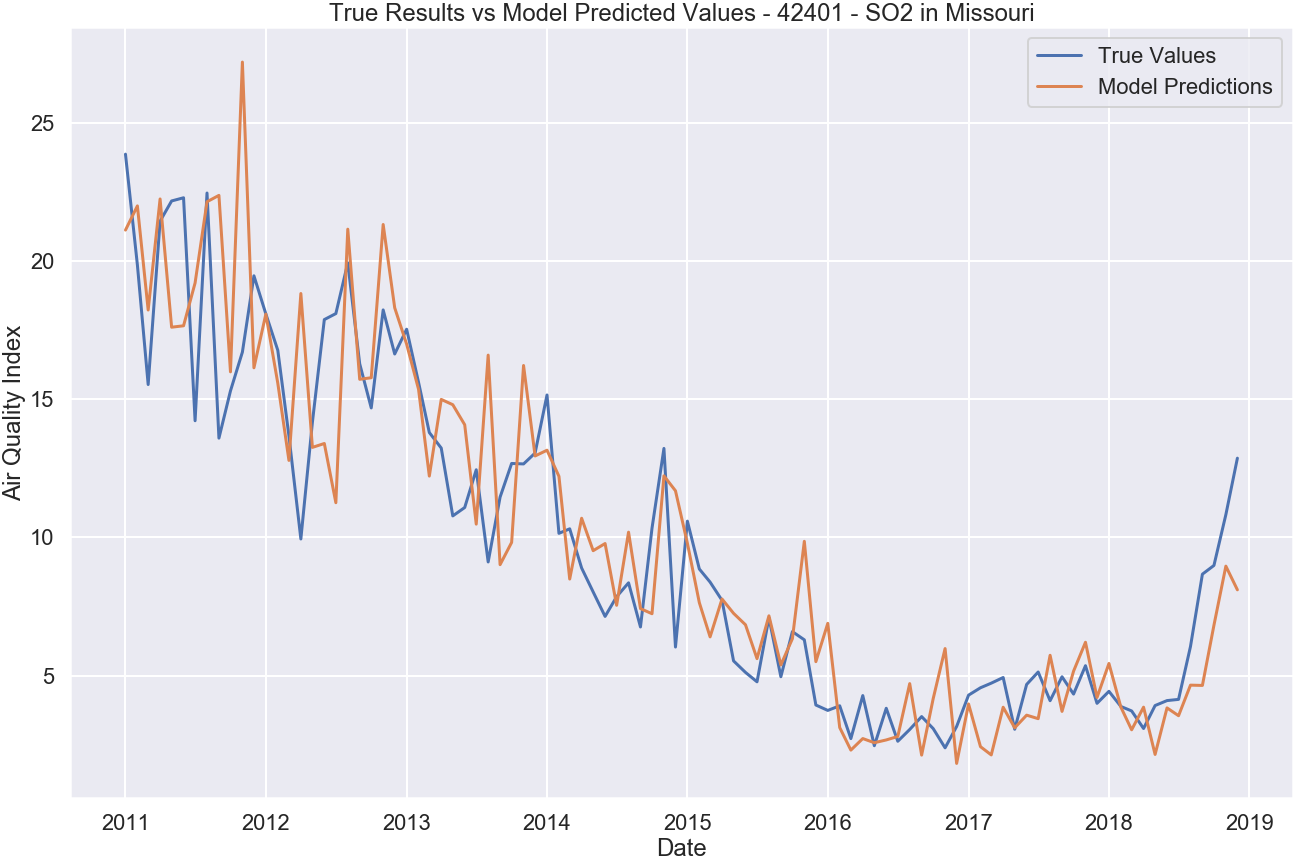 True Results vs Model Predicted Values - 42401 - SO2 in Missouri
True Values
Model Predictions
Air Quality Index
25
20
15
10
5
2011 2012 2013 2014 2015 2016 2017 2018 2019
Date